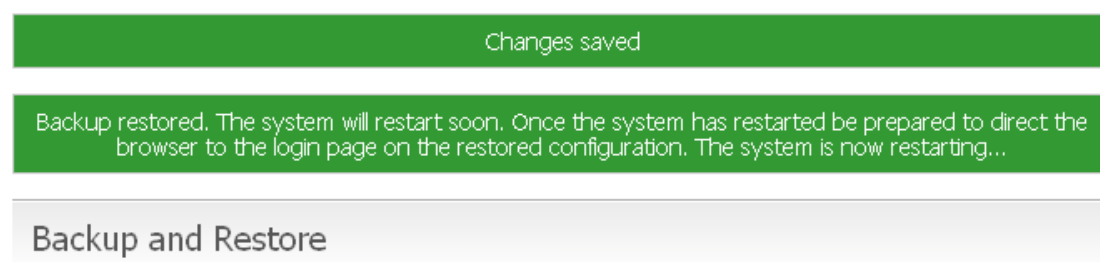 Changes saved
Backup restored. The system will restart soon. Once the system has restarted be prepared to direct the
browser to the login page on the restored configuration. The system is now restarting...
Backup and Restore